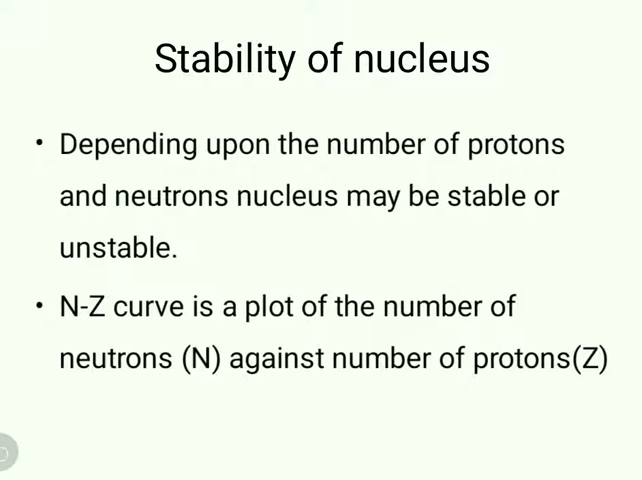 Stability of nucleus
• Depending upon the number of protons
and neutrons nucleus may be stable or
unstable.
• N-Z curve is a plot of the number of
neutrons (N) against number of protons(Z)